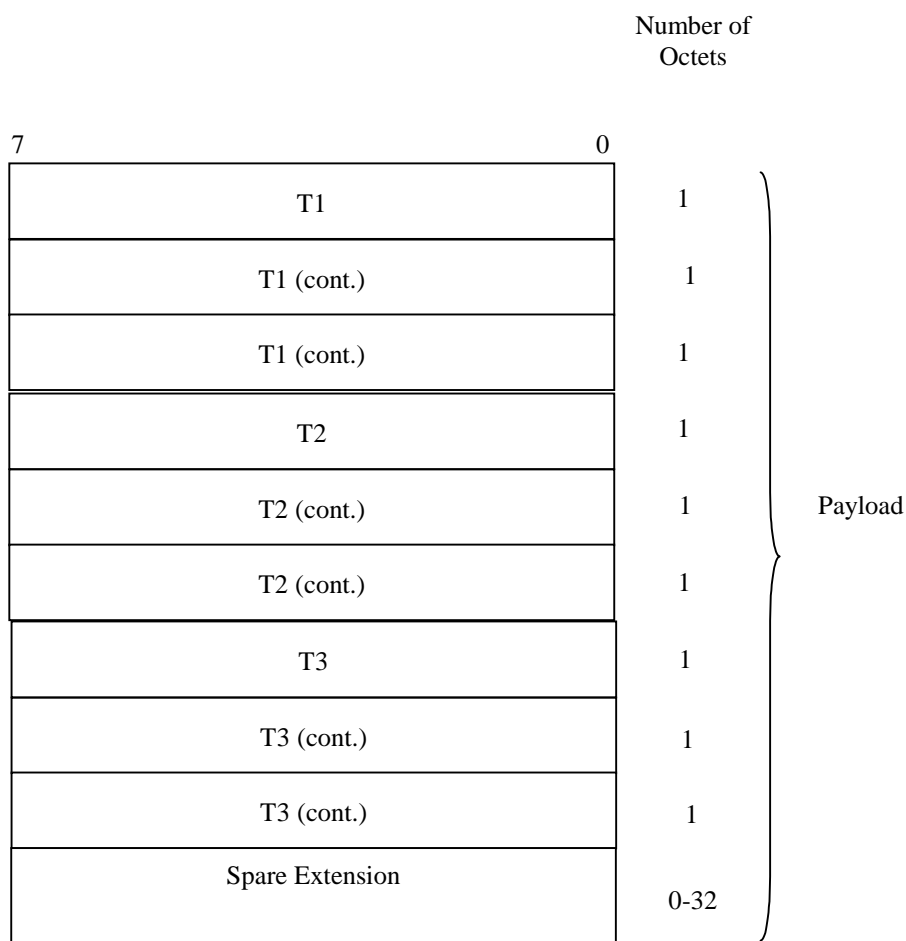 Number of
Octets
7 0
T1 1
T1 (cont.) 1
T1 (cont.) 1
T2 1
T2 (cont.) 1
Payload
T2 (cont.) 1
T3 1
T3 (cont.) 1
T3 (cont.) 1
Spare Extension
0-32